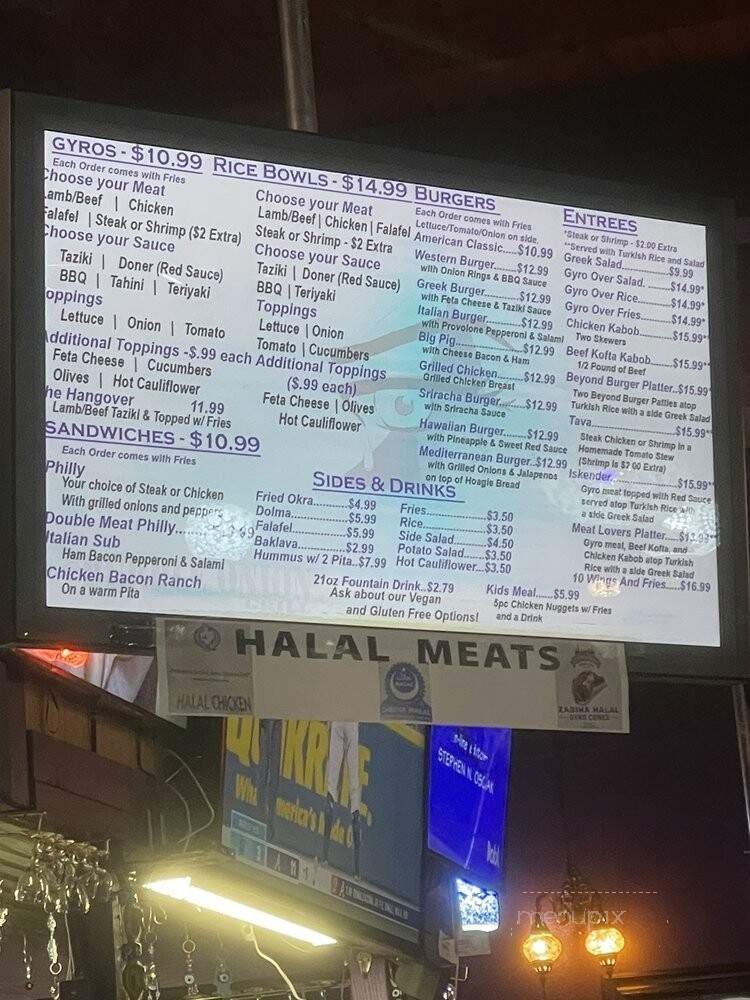 GYROS - $10.99
Each Order comes with Fries
Choose your Meat
Lamb/Beef | Chicken
Falafel | Steak or Shrimp ($2 Extra)
Choose your Sauce
Taziki | Doner (Red Sauce)
BBQ | Tahini | Teriyaki
oppings
Lettuce | Onion | Tomato
Additional Toppings -$.99 each
Feta Cheese | Cucumbers
Olives | Hot Cauliflower
he Hangover 11.99
Lamb/Beef Taziki & Topped w/ Fries
SANDWICHES - $10.99
Each Order comes with Fries
Philly
Your choice of Steak or Chicken
With grilled onions and peppers
Double Meat Philly
Italian Sub
Ham Bacon Pepperoni & Salami
Chicken Bacon Ranch
On a warm Pita
RICE BOWLS - $14.99
Choose your Meat
Lamb/Beef | Chicken | Falafel
Steak or Shrimp - $2 Extra
Choose your Sauce
Taziki | Doner (Red Sauce)
BBQ | Teriyaki
Toppings
Lettuce | Onion
Tomato | Cucumbers
Additional Toppings
($.99 each)
Feta Cheese | Olives
Hot Cauliflower
BURGERS
Each Order comes with Fries
Lettuce/Tomato/Onion on side.
American Classic.....$10.99
Western Burger.......$12.99
with Onion Rings & BBQ Sauce
Greek Burger...........$12.99
with Feta Cheese & Taziki Sauce
Italian Burger...........$12.99
with Provolone Pepperoni & Salami
Big Pig......................$12.99
with Cheese Bacon & Ham
Grilled Chicken........$12.99
Grilled Chicken Breast
Sriracha Burger........$12.99
with Sriracha Sauce
Hawaiian Burger.......$12.99
with Pineapple & Sweet Red Sauce
Mediterranean Burger..$12.99
with Grilled Onions & Jalapenos
on top of Hoagie Bread
ENTREES
*Steak or Shrimp - $2.00 Extra
**Served with Turkish Rice and Salad
Greek Salad..............$9.99
Gyro Over Salad........$14.99*
Gyro Over Rice.........$14.99*
Gyro Over Fries........$14.99*
Chicken Kabob.........$15.99**
Two Skewers
Beef Kofta Kabob......$15.99**
1/2 Pound of Beef
Beyond Burger Platter..$15.99*
Two Beyond Burger Patties atop
Turkish Rice with a side Greek Salad
Tava..........................$15.99**
Steak Chicken or Shrimp in a
Homemade Tomato Stew
(Shrimp is $2.00 Extra)
Iskender.....................$15.99**
Gyro meat topped with Red Sauce
served atop Turkish Rice with
a side Greek Salad
Meat Lovers Platter....
Gyro meat, Beef Kofta, and
Chicken Kabob atop Turkish
Rice with a side Greek Salad
10 Wings And Fries.....$16.99
SIDES & DRINKS
Fried Okra...........$4.99
Dolma..................$5.99
Falafel..................$5.99
Baklava................$2.99
Hummus w/ 2 Pita..$7.99
Fries..................$3.50
Rice...................$3.50
Side Salad.........$4.50
Potato Salad.......$3.50
Hot Cauliflower..$3.50
21oz Fountain Drink..$2.79
Ask about our Vegan
and Gluten Free Options!
Kids Meal......$5.99
5pc Chicken Nuggets w/ Fries
and a Drink
HALAL MEATS
HALAL CHICKEN
ZABIHA HALAL
GYRO CONES
STEPHEN N. OSCAK
menupix